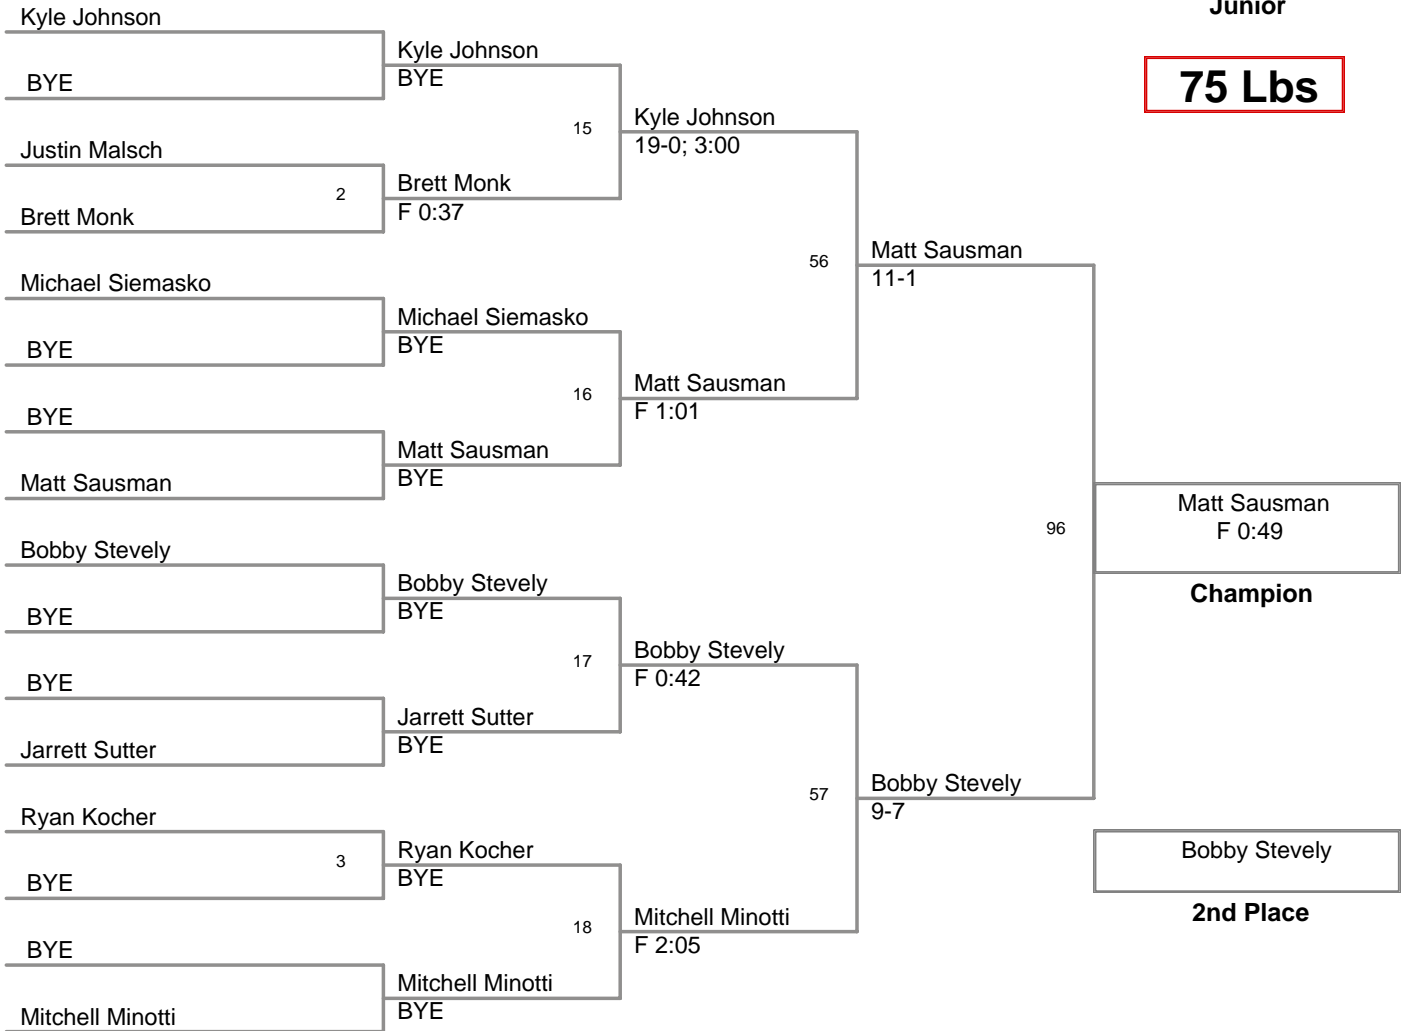 Junior
75 Lbs
Kyle Johnson
BYE
Justin Malsch
Brett Monk
Michael Siemasko
BYE
BYE
Matt Sausman
Bobby Stevely
BYE
BYE
Jarrett Sutter
Ryan Kocher
BYE
BYE
Mitchell Minotti
2
3
Kyle Johnson
BYE
Brett Monk
F 0:37
Michael Siemasko
BYE
Matt Sausman
BYE
Bobby Stevely
BYE
Jarrett Sutter
BYE
Ryan Kocher
BYE
Mitchell Minotti
BYE
15
16
17
18
Kyle Johnson
19-0; 3:00
Matt Sausman
F 1:01
Bobby Stevely
F 0:42
Mitchell Minotti
F 2:05
56
57
Matt Sausman
11-1
Bobby Stevely
9-7
96
Matt Sausman
F 0:49
Champion
Bobby Stevely
2nd Place